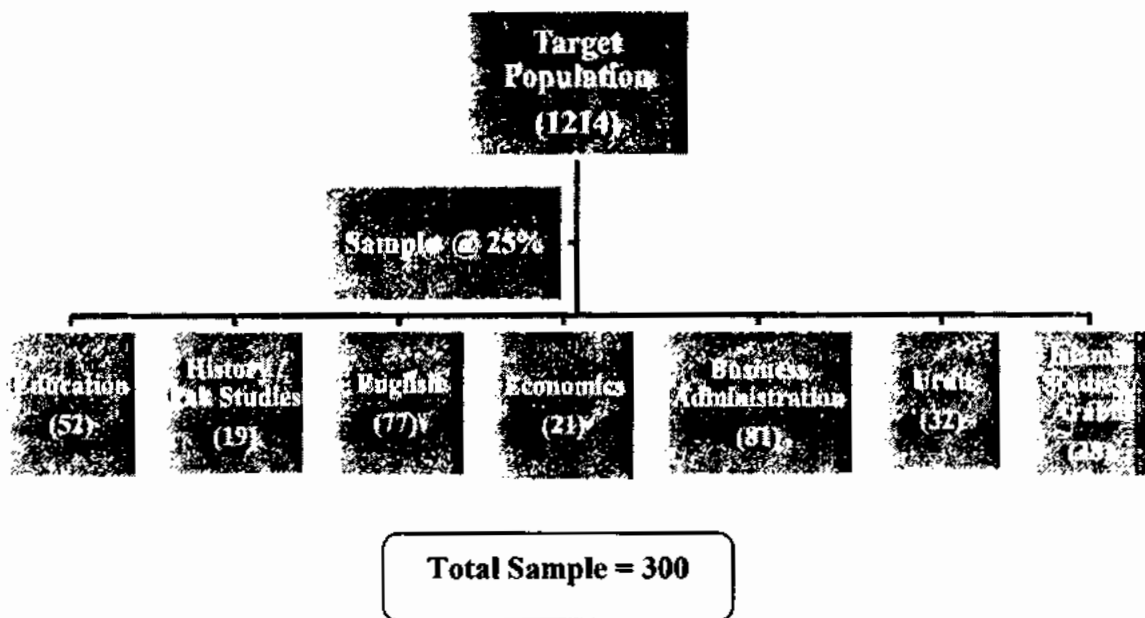 Target
Population
(1214)
Sample @ 25%
Education
(52)
History/
Pak Studies
(19)
English
(77)
Economics
(21)
Business
Administration
(81)
Urdu
(32)
Islamic
Studies/
Arabic
(18)
Total Sample = 300